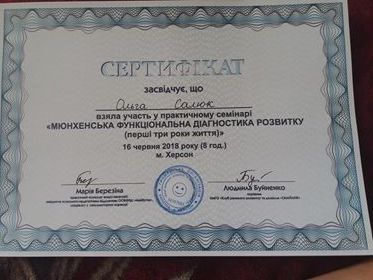 СЕРТИФІКАТ
засвідчує, що
Ольга Салюк
взяла участь у практичному семінарі
«МЮНХЕНСЬКА ФУНКЦІОНАЛЬНА ДІАГНОСТИКА РОЗВИТКУ
(перші три роки життя)»
16 червня 2018 року (8 год.)
м. Херсон
Марія Березіна
Людмила Буйненко